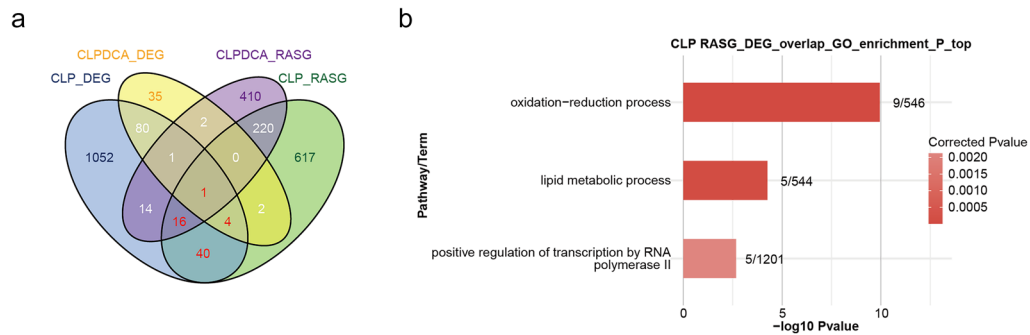 a
CLPDCA_DEG
CLPDCA_RASG
CLP_DEG
CLP_RASG
35
410
80
2
220
1052
1
0
617
1
14
16
4
2
40
b
CLP RASG_DEG_overlap_GO_enrichment_P_top
Pathway/Term
oxidation−reduction process
9/546
lipid metabolic process
5/544
positive regulation of transcription by RNA
polymerase II
5/1201
0
5
10
−log10 Pvalue
Corrected Pvalue
0.0020
0.0015
0.0010
0.0005